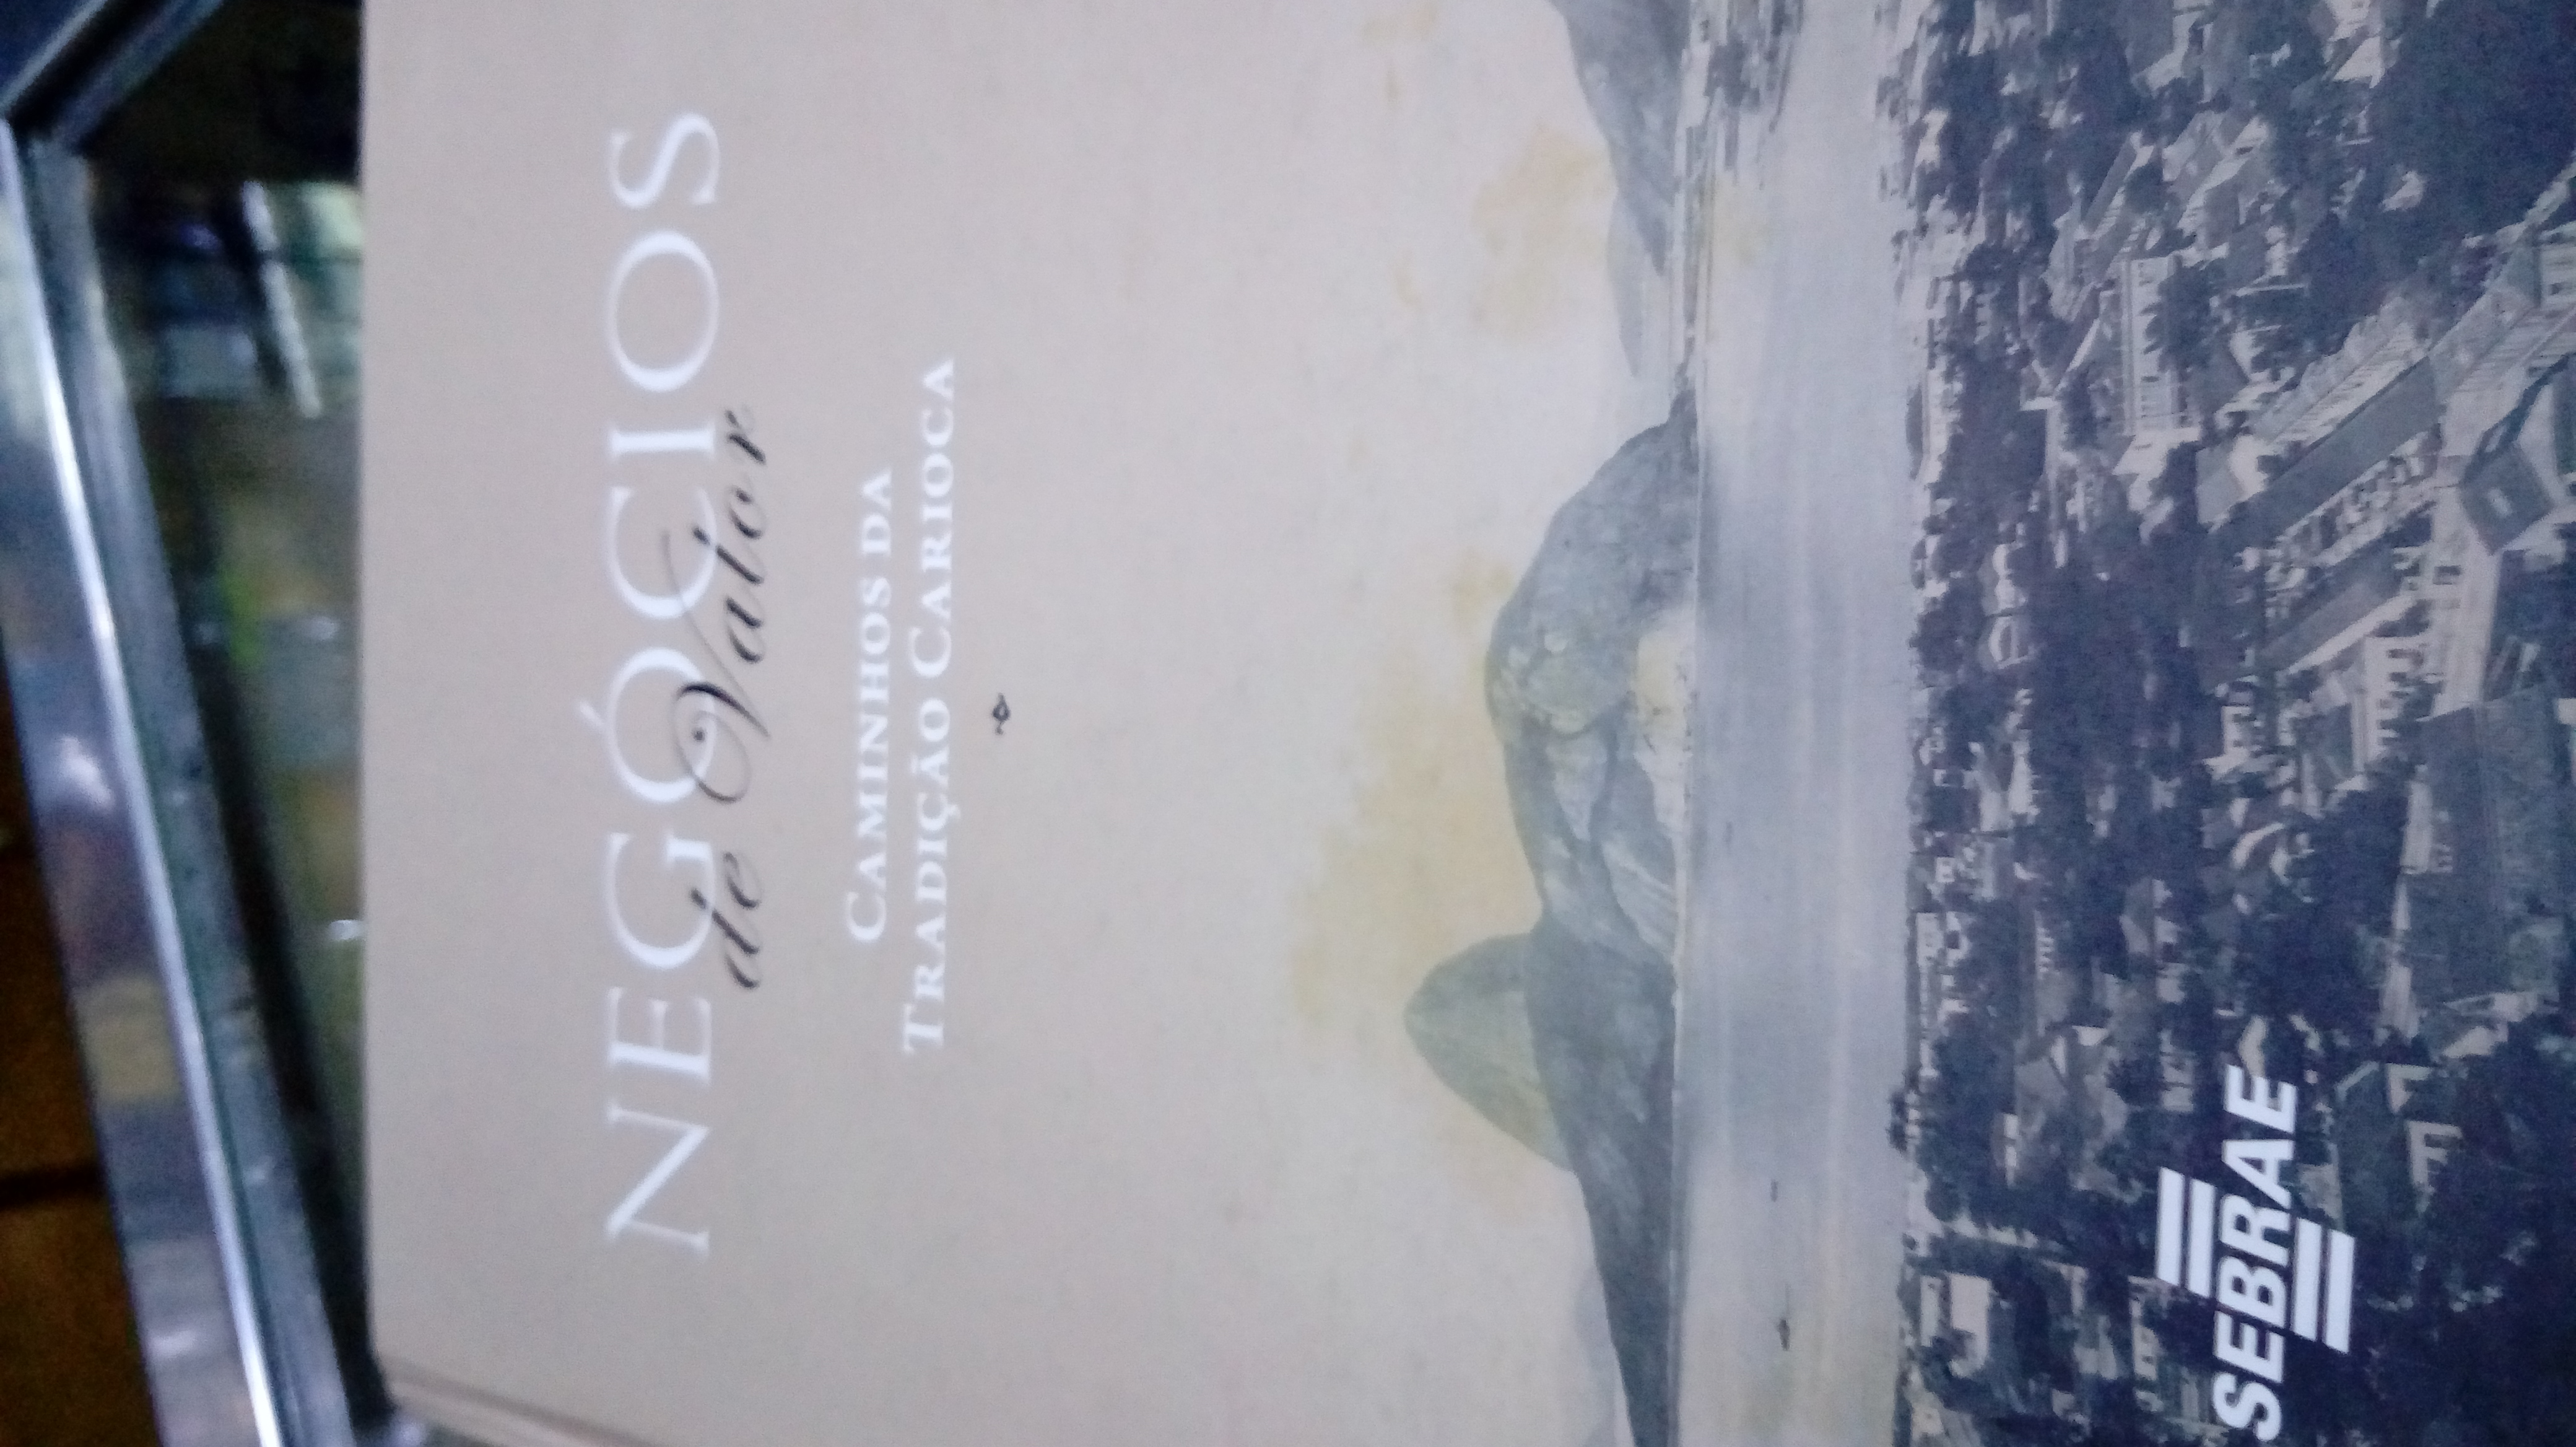 NEGÓCIOS
de Valor
CAMINHOS DA
TRADIÇÃO CARIOCA
SEBRAE